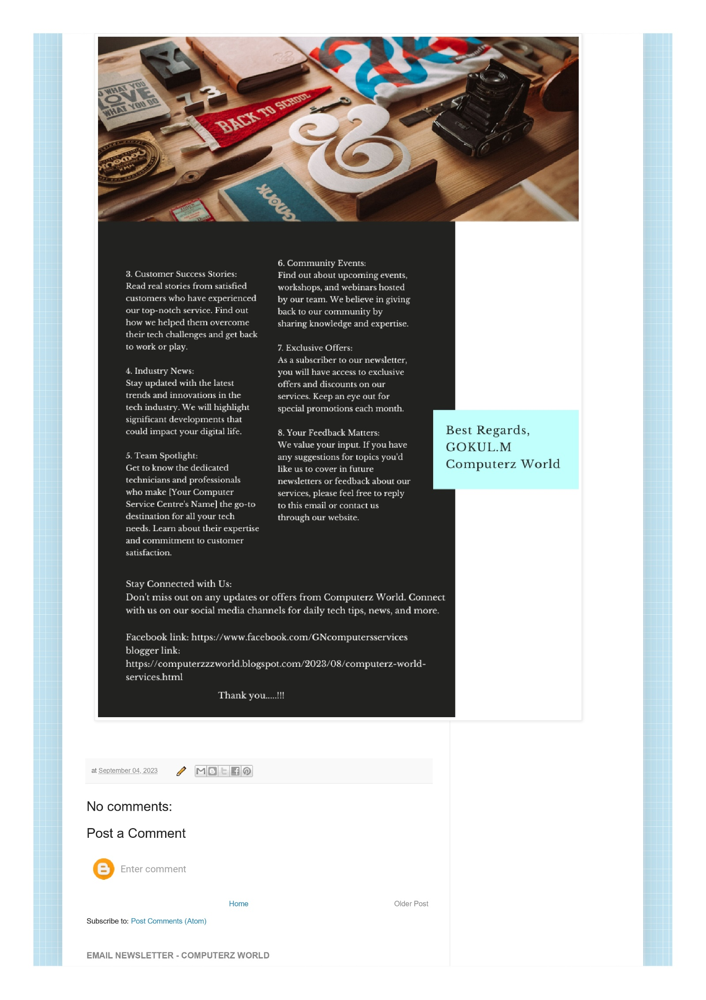 Y
P
O WHAT YOU
LOVE
WHAT YOU DO
73
&
BACK TO SCHOOL
&
UGMONK
UGMONK
XMM
3. Customer Success Stories:
Read real stories from satisfied
customers who have experienced
our top-notch service. Find out
how we helped them overcome
their tech challenges and get back
to work or play.
4. Industry News:
Stay updated with the latest
trends and innovations in the
tech industry. We will highlight
significant developments that
could impact your digital life.
5. Team Spotlight:
Get to know the dedicated
technicians and professionals
who make [Your Computer
Service Centre's Name] the go-to
destination for all your tech
needs. Learn about their expertise
and commitment to customer
satisfaction.
6. Community Events:
Find out about upcoming events,
workshops, and webinars hosted
by our team. We believe in giving
back to our community by
sharing knowledge and expertise.
7. Exclusive Offers:
As a subscriber to our newsletter,
you will have access to exclusive
offers and discounts on our
services. Keep an eye out for
special promotions each month.
8. Your Feedback Matters:
We value your input. If you have
any suggestions for topics you'd
like us to cover in future
newsletters or feedback about our
services, please feel free to reply
to this email or contact us
through our website.
Best Regards,
GOKUL.M
Computerz World
Stay Connected with Us:
Don't miss out on any updates or offers from Computerz World. Connect
with us on our social media channels for daily tech tips, news, and more.
Facebook link: https://www.facebook.com/GNcomputersservices
blogger link:
https://computerzzzworld.blogspot.com/2023/08/computerz-world-
services.html
Thank you.....!!!
at September 04, 2023
No comments:
Post a Comment
Enter comment
Home Older Post
Subscribe to: Post Comments (Atom)
EMAIL NEWSLETTER - COMPUTERZ WORLD